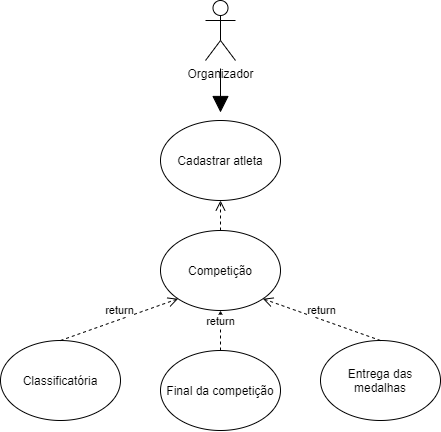 Organizador
Cadastrar atleta
Competição
return
return
return
Classificatória
Final da competição
Entrega das
medalhas